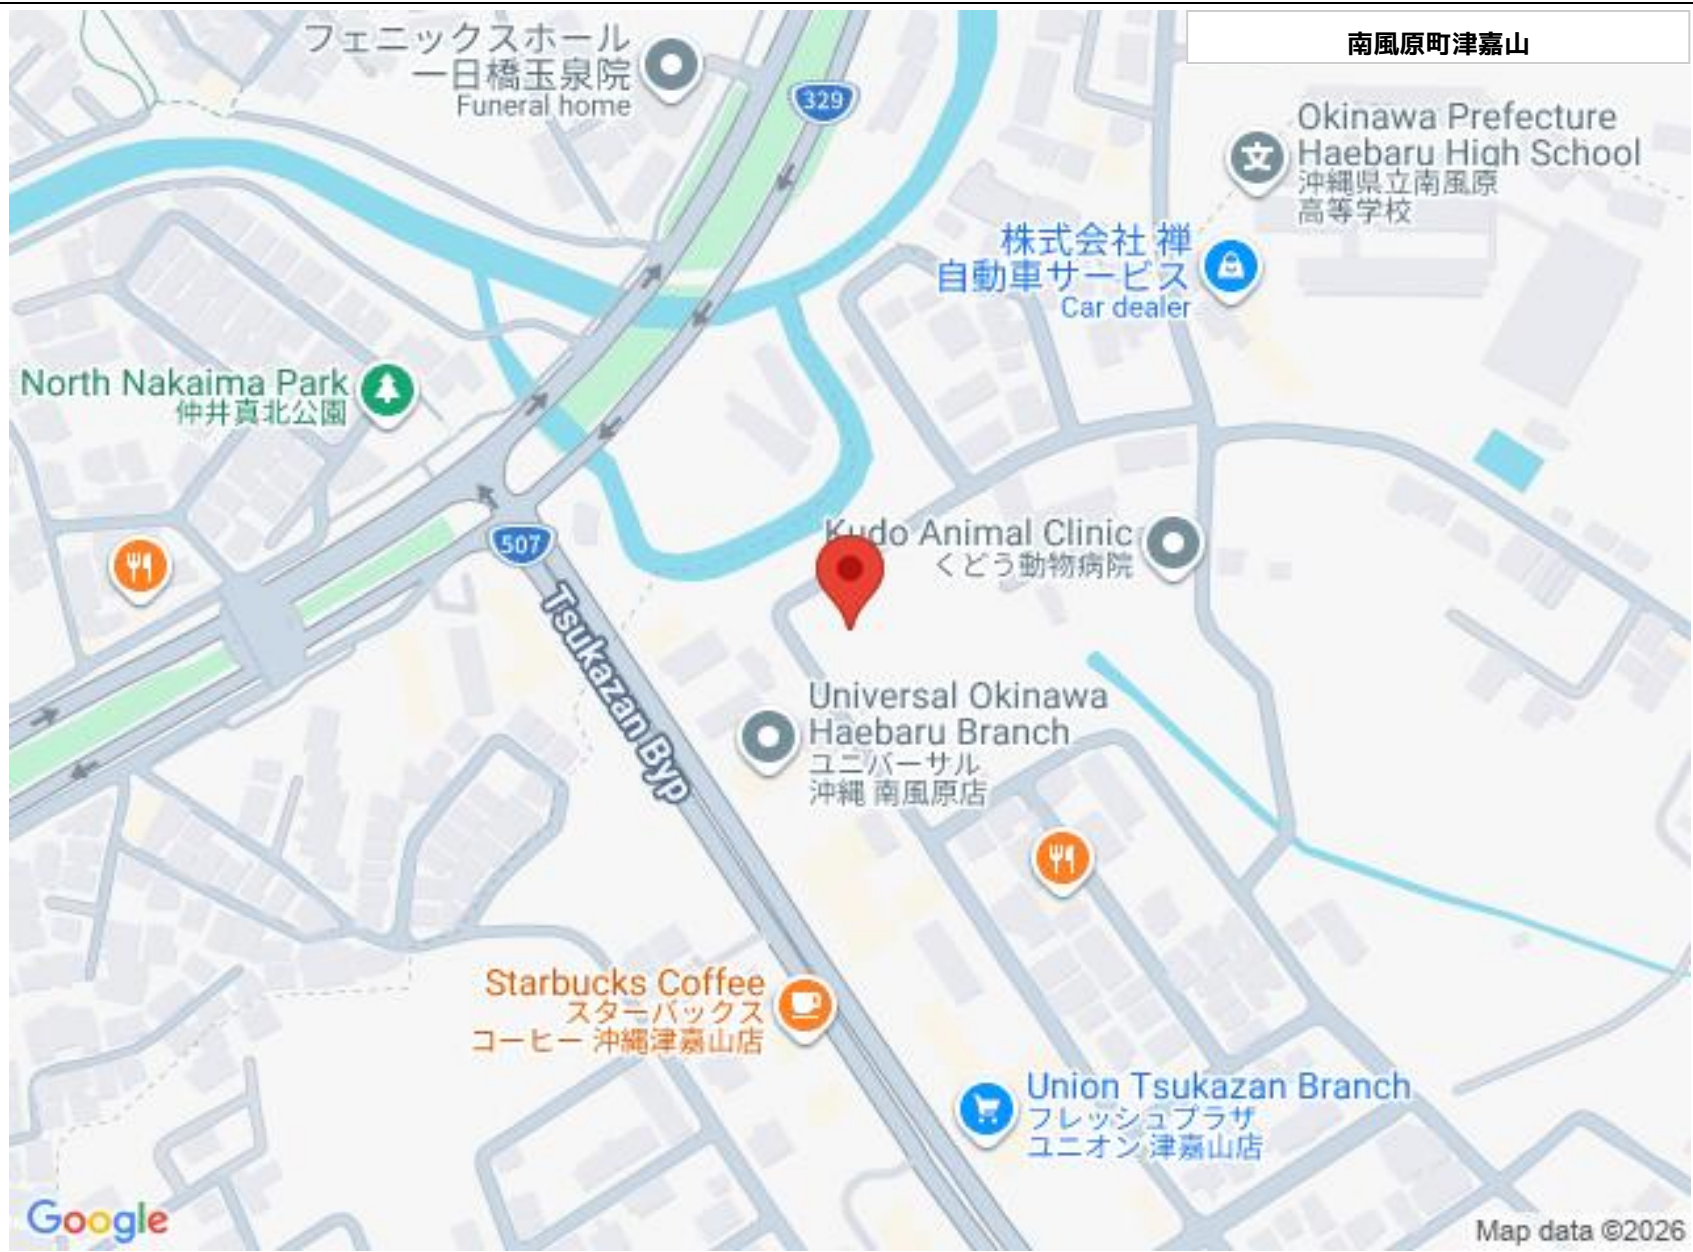 南風原町津嘉山
フェニックスホール
一日橋玉泉院
Funeral home
329
Okinawa Prefecture
Haebaru High School
沖縄県立南風原
高等学校
株式会社 禅
自動車サービス
Car dealer
North Nakaima Park
仲井真北公園
507
Tsukazan Byp
Kudo Animal Clinic
くどう動物病院
Universal Okinawa
Haebaru Branch
ユニバーサル
沖縄 南風原店
Starbucks Coffee
スターバックス
コーヒー 沖縄津嘉山店
Union Tsukazan Branch
フレッシュプラザ
ユニオン 津嘉山店
Google
Map data ©2026